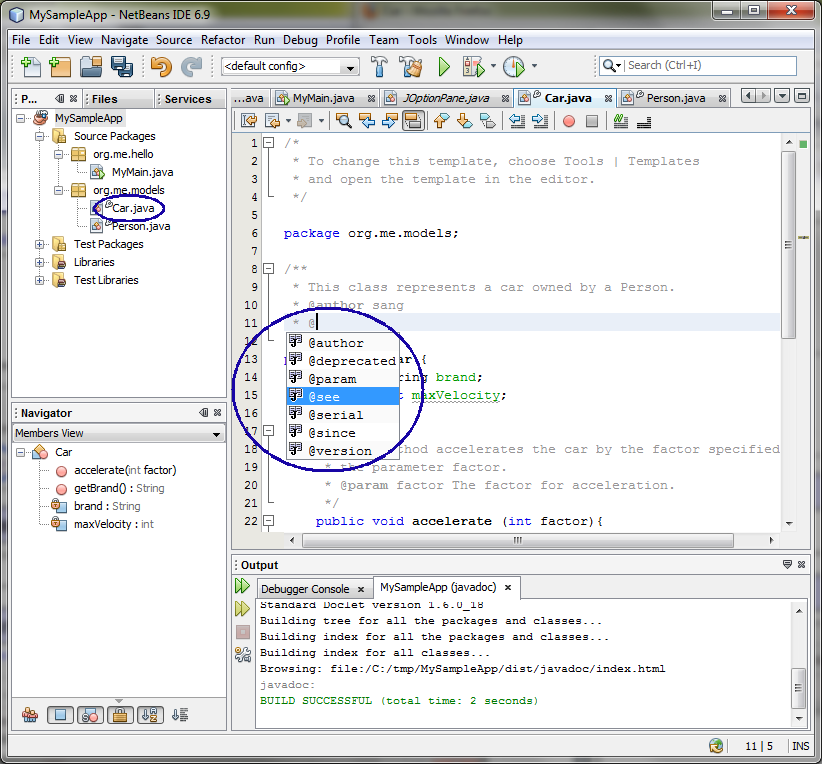 MySampleApp - NetBeans IDE 6.9
File Edit View Navigate Source Refactor Run Debug Profile Team Tools Window Help
<default config>
Search (Ctrl+I)
P... Files Services
MySampleApp
Source Packages
org.me.hello
MyMain.java
org.me.models
Car.java
Person.java
Test Packages
Libraries
Test Libraries
Navigator
Members View
Car
accelerate(int factor)
getBrand() : String
brand : String
maxVelocity : int
...ava MyMain.java JOptionPane.java Car.java Person.java
1 /*
2 * To change this template, choose Tools | Templates
3 * and open the template in the editor.
4 */
5
6 package org.me.models;
7
8 /**
9 * This class represents a car owned by a Person.
10 * @author sang
11 * @
12
13 ar {
14 ring brand;
15 t maxVelocity;
16
17
18 thod accelerates the car by the factor specified
19 * the parameter factor.
20 * @param factor The factor for acceleration.
21 */
22 public void accelerate (int factor){
@author
@deprecated
@param
@see
@serial
@since
@version
Output
Debugger Console MySampleApp (javadoc)
Standard Doclet version 1.6.0_18
Building tree for all the packages and classes...
Building index for all the packages and classes...
Building index for all classes...
Browsing: file:/C:/tmp/MySampleApp/dist/javadoc/index.html
javadoc:
BUILD SUCCESSFUL (total time: 2 seconds)
11 | 5 INS